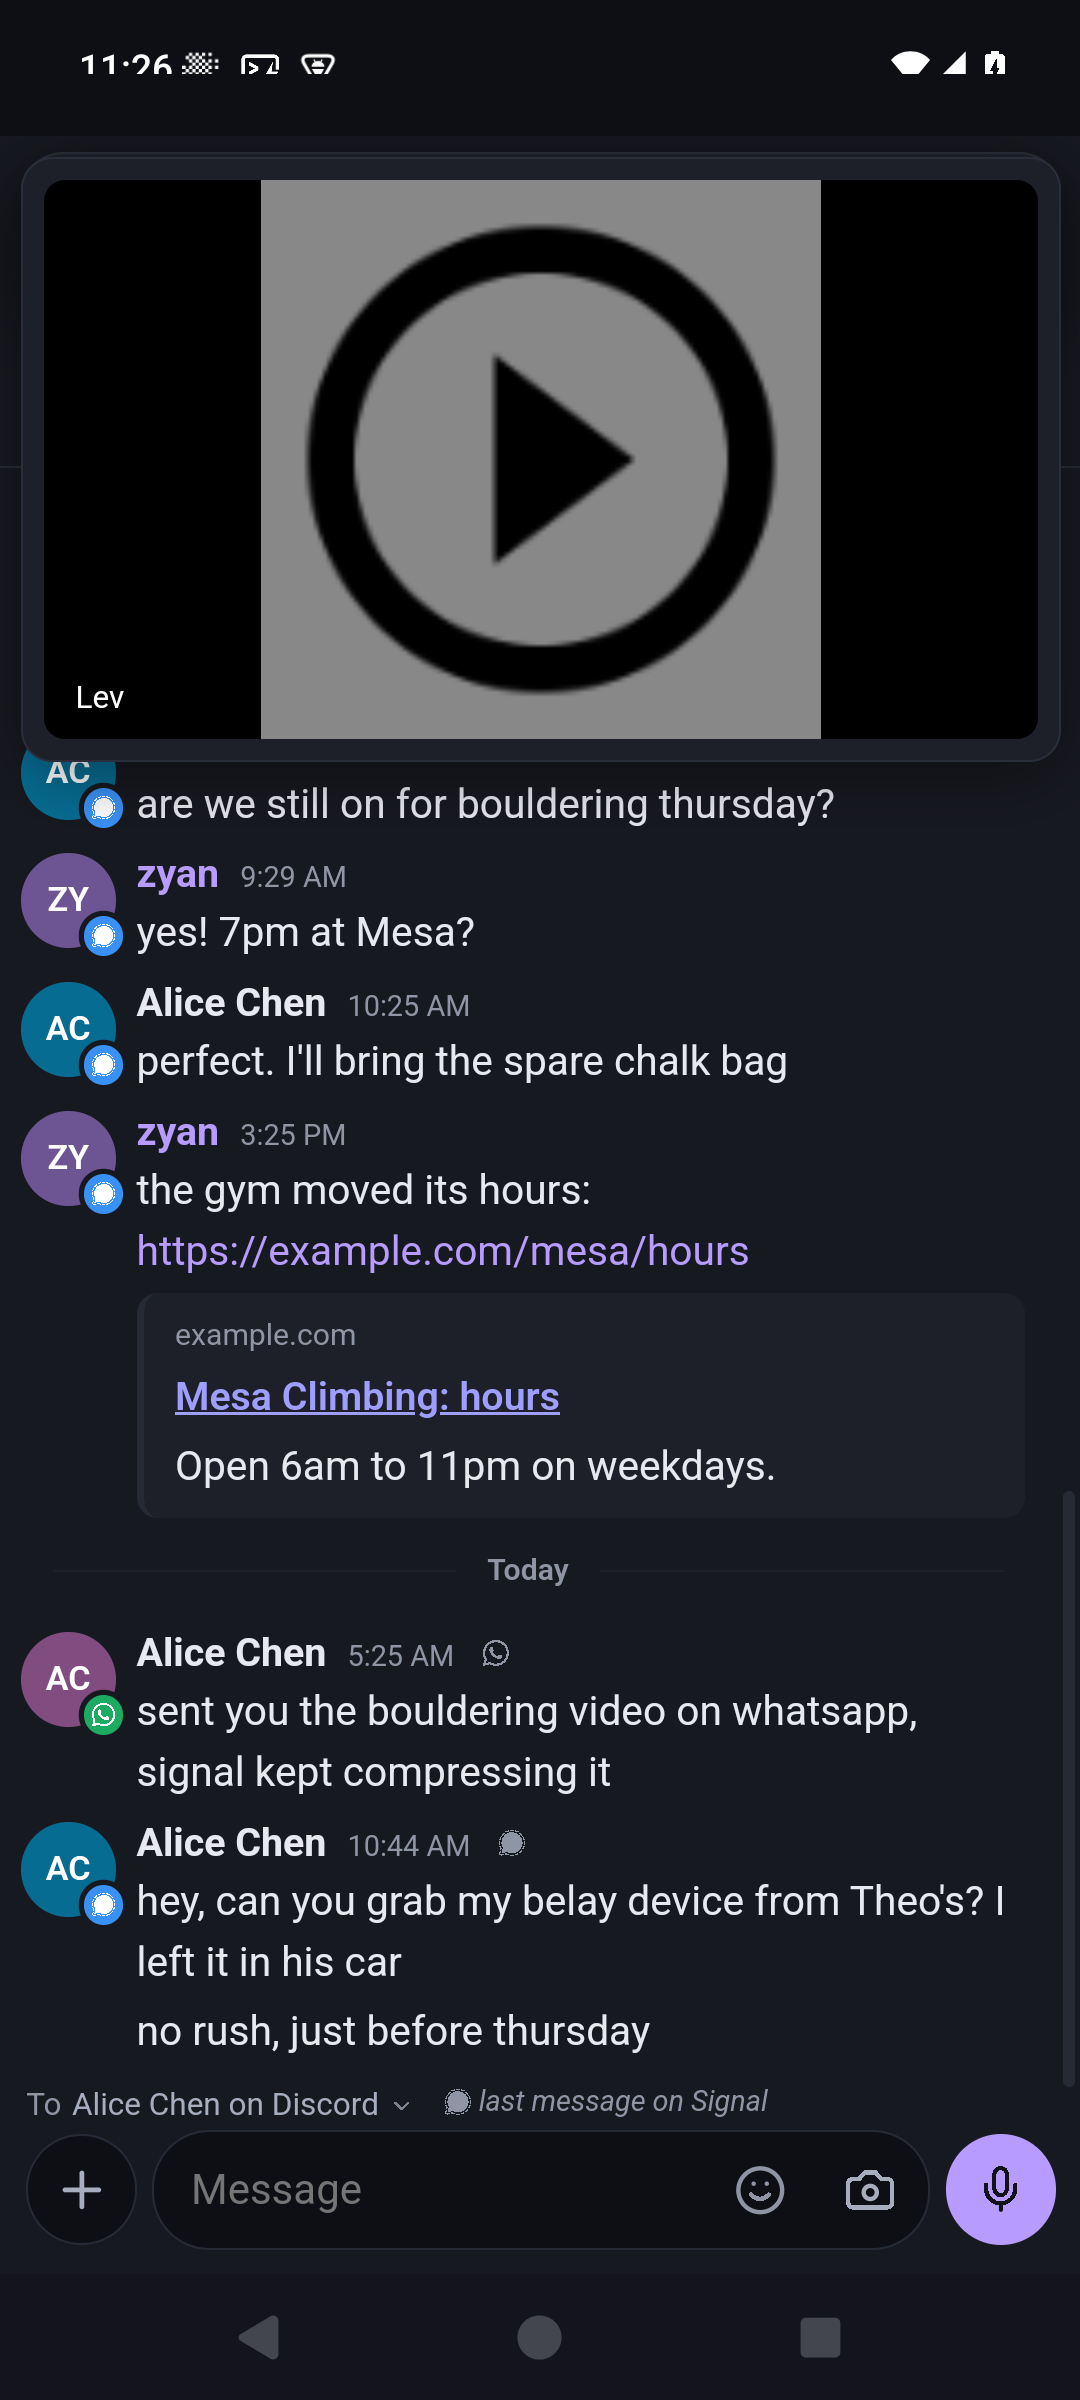 11:26
Lev
AC
are we still on for bouldering thursday?
ZY
zyan 9:29 AM
yes! 7pm at Mesa?
AC
Alice Chen 10:25 AM
perfect. I'll bring the spare chalk bag
ZY
zyan 3:25 PM
the gym moved its hours:
https://example.com/mesa/hours
example.com
Mesa Climbing: hours
Open 6am to 11pm on weekdays.
Today
AC
Alice Chen 5:25 AM
sent you the bouldering video on whatsapp,
signal kept compressing it
AC
Alice Chen 10:44 AM
hey, can you grab my belay device from Theo's? I
left it in his car
no rush, just before thursday
To Alice Chen on Discord last message on Signal
Message